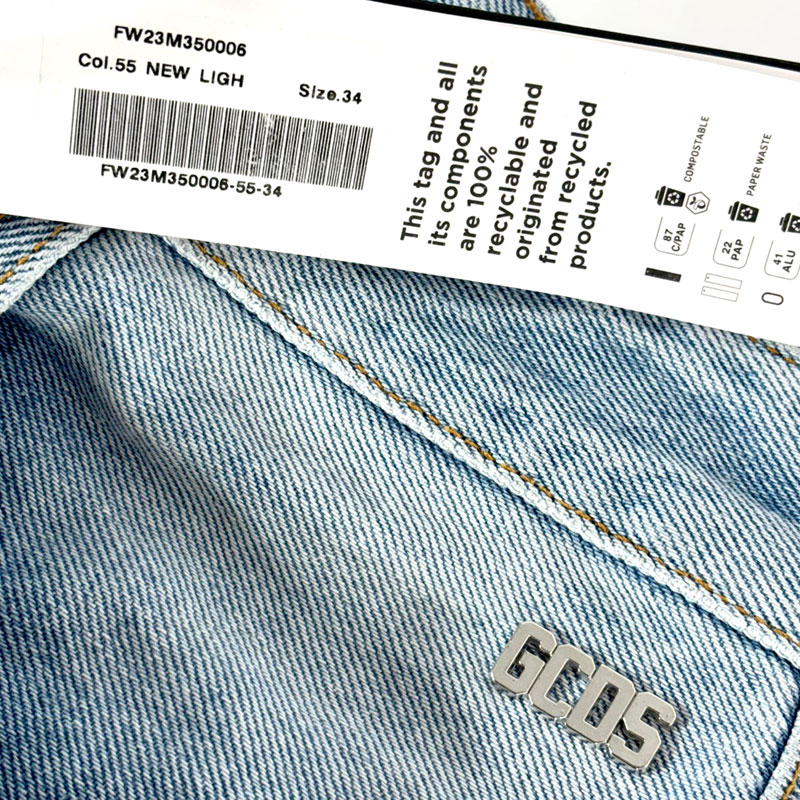 FW23M350006
Col.55 NEW LIGH
Size.34
FW23M350006-55-34
This tag and all
its components
are 100%
recyclable and
originated
from recycled
products.
COMPOSTABLE
87
C/PAP
PAPER WASTE
22
PAP
41
ALU
GCDS